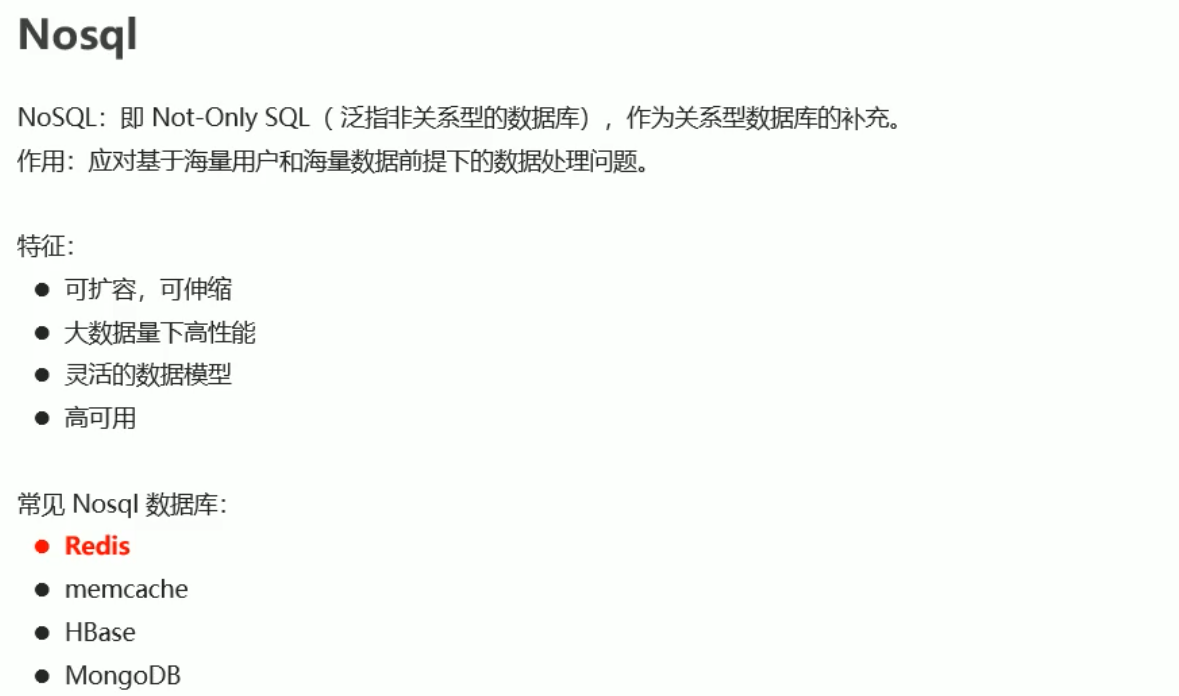 Nosql
NoSQL：即 Not-Only SQL（ 泛指非关系型的数据库），作为关系型数据库的补充。
作用：应对基于海量用户和海量数据前提下的数据处理问题。
特征：
● 可扩容，可伸缩
● 大数据量下高性能
● 灵活的数据模型
● 高可用
常见 Nosql 数据库：
● Redis
● memcache
● HBase
● MongoDB